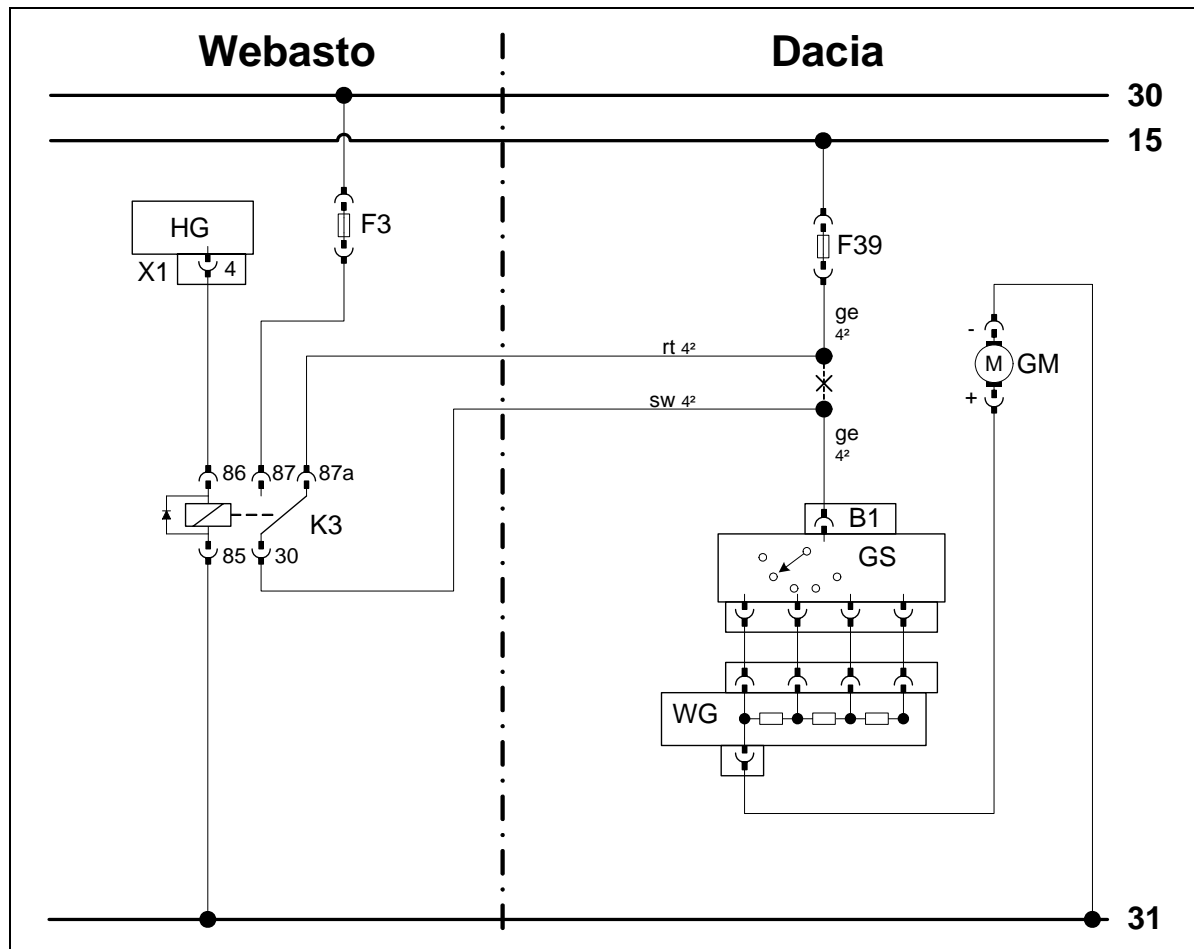 Webasto
Dacia
30
15
HG
F3
X1
4
F39
ge
4²
rt 4²
-
M
GM
+
sw 4²
ge
4²
86
87
87a
K3
B1
85
30
GS
WG
31